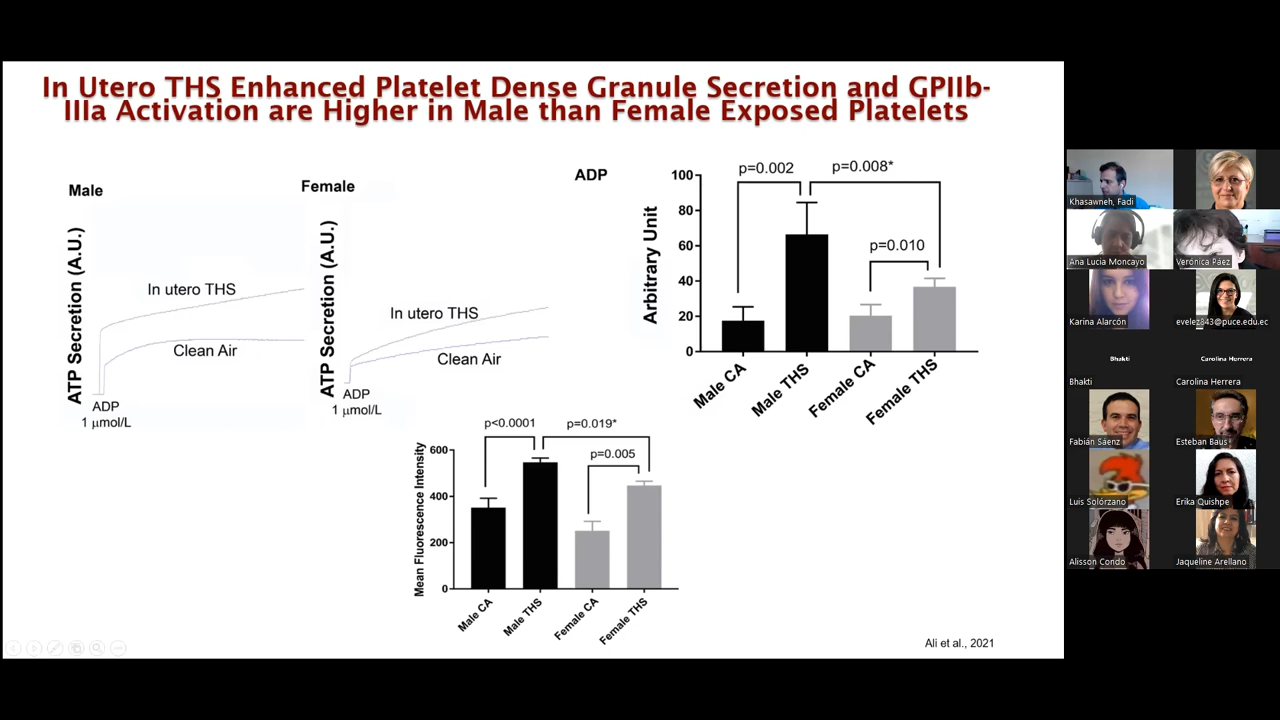 In Utero THS Enhanced Platelet Dense Granule Secretion and GPIIb-
IIIa Activation are Higher in Male than Female Exposed Platelets
Male
ATP Secretion (A.U.)
In utero THS
Clean Air
ADP
1 μmol/L
Female
ATP Secretion (A.U.)
In utero THS
Clean Air
ADP
1 μmol/L
ADP
Arbitrary Unit
100
80
60
40
20
0
p=0.002
p=0.008*
p=0.010
Male CA
Male THS
Female CA
Female THS
Mean Fluorescence Intensity
600
400
200
0
p<0.0001
p=0.019*
p=0.005
Male CA
Male THS
Female CA
Female THS
Ali et al., 2021
Khasawneh, Fadi
Ana Lucia Moncayo
Verónica Páez
Karina Alarcón
evelez843@puce.edu.ec
Bhakti
Carolina Herrera
Bhakti
Carolina Herrera
Fabián Sáenz
Esteban Baus
Luis Solórzano
Erika Quishpe
Alisson Condo
Jaqueline Arellano